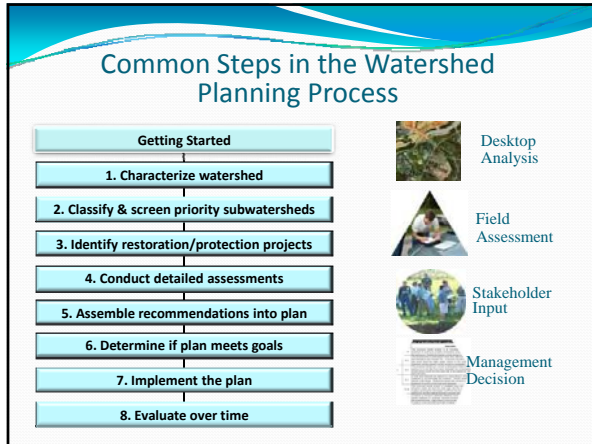 Common Steps in the Watershed
Planning Process
Getting Started
1. Characterize watershed
2. Classify & screen priority subwatersheds
3. Identify restoration/protection projects
4. Conduct detailed assessments
5. Assemble recommendations into plan
6. Determine if plan meets goals
7. Implement the plan
8. Evaluate over time
Desktop
Analysis
Field
Assessment
Stakeholder
Input
Management
Decision